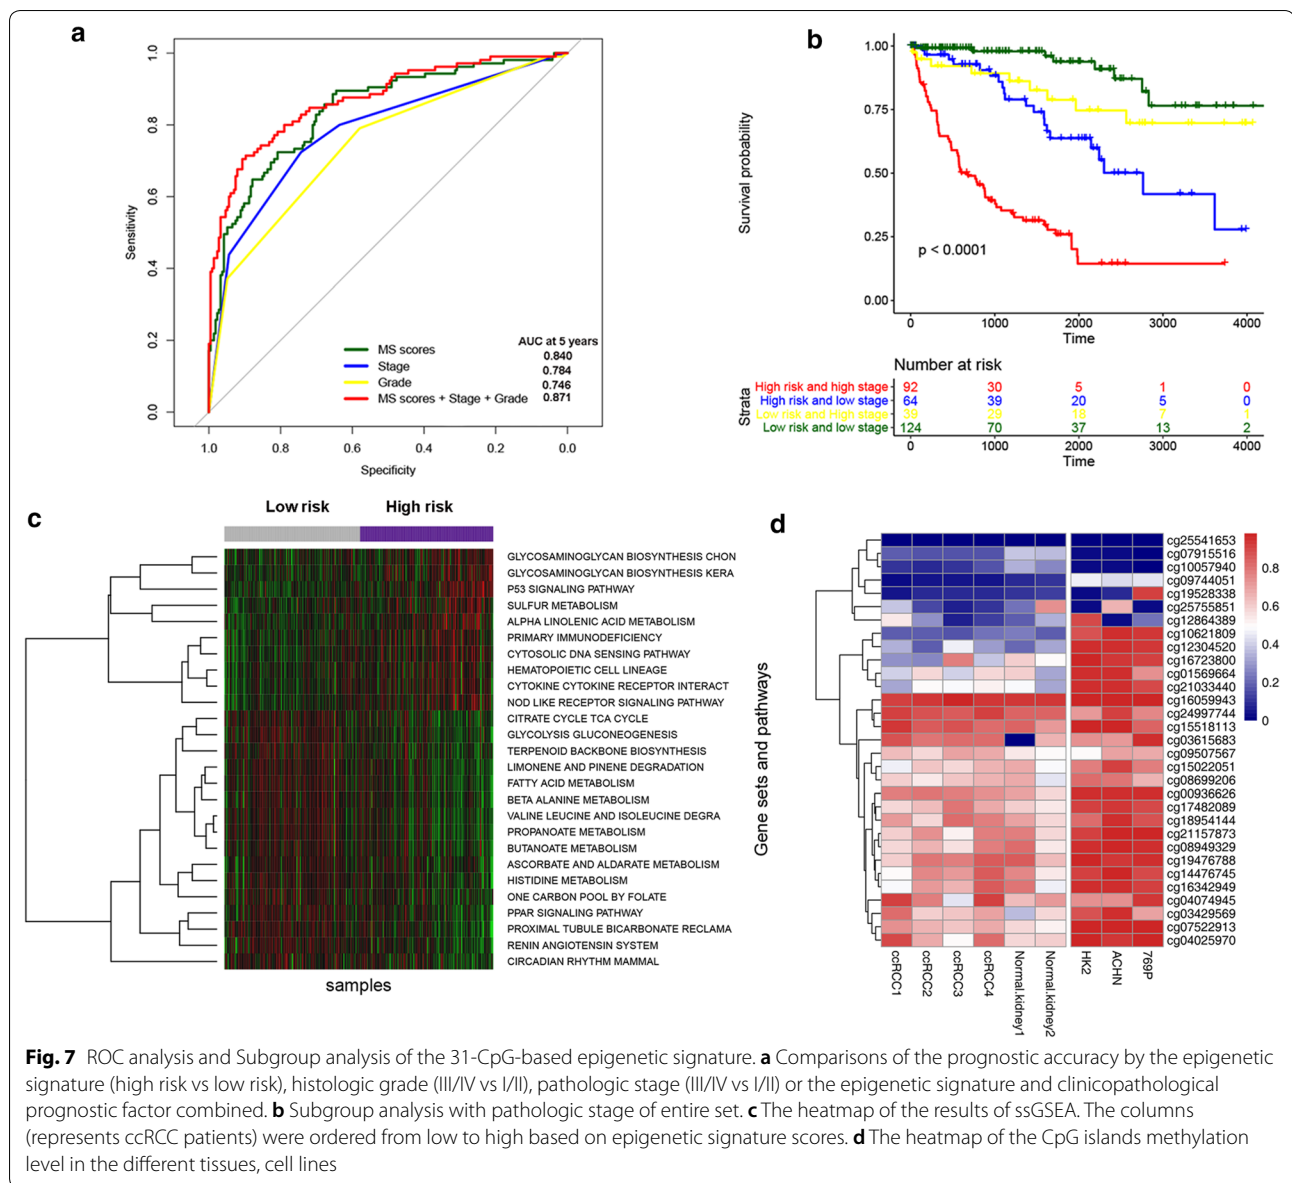 a
1.0
0.8
0.6
0.4
0.2
0.0
Sensitivity
MS scores
Stage
Grade
MS scores + Stage + Grade
AUC at 5 years
0.840
0.784
0.746
0.871
1.0 0.8 0.6 0.4 0.2 0.0
Specificity
b
1.00
0.75
0.50
0.25
0.00
Survival probability
p < 0.0001
0 1000 2000 3000 4000
Time
Number at risk
Strata
High risk and high stage 92 30 5 1 0
High risk and low stage 64 39 20 5 0
Low risk and High stage 39 29 18 7 1
Low risk and low stage 124 70 37 13 2
0 1000 2000 3000 4000
Time
c
Low risk High risk
GLYCOSAMINOGLYCAN BIOSYNTHESIS CHON
GLYCOSAMINOGLYCAN BIOSYNTHESIS KERA
P53 SIGNALING PATHWAY
SULFUR METABOLISM
ALPHA LINOLENIC ACID METABOLISM
PRIMARY IMMUNODEFICIENCY
CYTOSOLIC DNA SENSING PATHWAY
HEMATOPOIETIC CELL LINEAGE
CYTOKINE CYTOKINE RECEPTOR INTERACT
NOD LIKE RECEPTOR SIGNALING PATHWAY
CITRATE CYCLE TCA CYCLE
GLYCOLYSIS GLUCONEOGENESIS
TERPENOID BACKBONE BIOSYNTHESIS
LIMONENE AND PINENE DEGRADATION
FATTY ACID METABOLISM
BETA ALANINE METABOLISM
VALINE LEUCINE AND ISOLEUCINE DEGRA
PROPANOATE METABOLISM
BUTANOATE METABOLISM
ASCORBATE AND ALDARATE METABOLISM
HISTIDINE METABOLISM
ONE CARBON POOL BY FOLATE
PPAR SIGNALING PATHWAY
PROXIMAL TUBULE BICARBONATE RECLAMA
RENIN ANGIOTENSIN SYSTEM
CIRCADIAN RHYTHM MAMMAL
samples
Gene sets and pathways
d
cg25541653
cg07915516
cg10057940
cg09744051
cg19528338
cg25755851
cg12864389
cg10621809
cg12304520
cg16723800
cg01569664
cg21033440
cg16059943
cg24997744
cg15518113
cg03615683
cg09507567
cg15022051
cg08699206
cg00936626
cg17482089
cg18954144
cg21157873
cg08949329
cg19476788
cg14476745
cg16342949
cg04074945
cg03429569
cg07522913
cg04025970
0.8
0.6
0.4
0.2
0
ccRCC1
ccRCC2
ccRCC3
ccRCC4
Normal.kidney1
Normal.kidney2
HK2
ACHN
769P
Fig. 7 ROC analysis and Subgroup analysis of the 31-CpG-based epigenetic signature. a Comparisons of the prognostic accuracy by the epigenetic
signature (high risk vs low risk), histologic grade (III/IV vs I/II), pathologic stage (III/IV vs I/II) or the epigenetic signature and clinicopathological
prognostic factor combined. b Subgroup analysis with pathologic stage of entire set. c The heatmap of the results of ssGSEA. The columns
(represents ccRCC patients) were ordered from low to high based on epigenetic signature scores. d The heatmap of the CpG islands methylation
level in the different tissues, cell lines